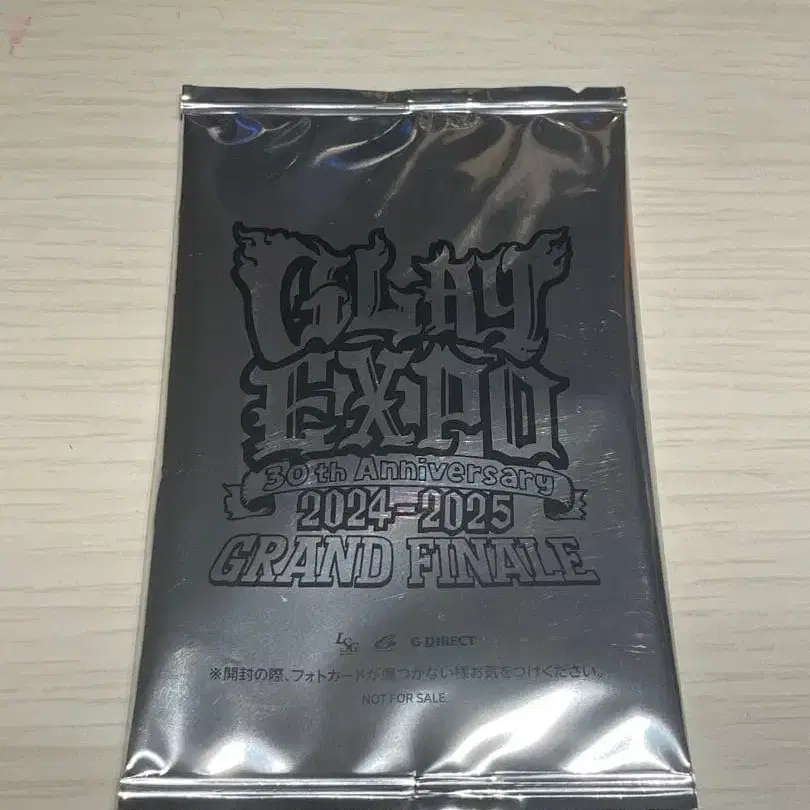 GLAY
EXPO
30th Anniversary
2024-2025
GRAND FINALE
LSG G DIRECT
※開封の際、フォトカードが傷つかない様お気をつけください。
NOT FOR SALE